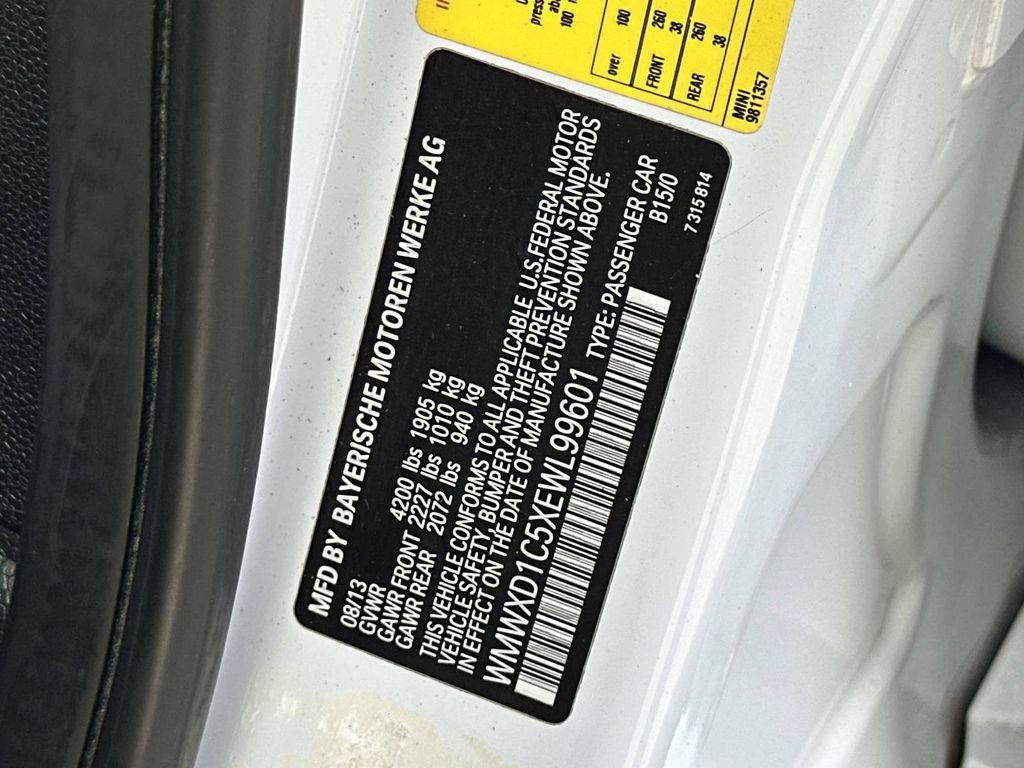 MFD BY BAYERISCHE MOTOREN WERKE AG
08/13
GVWR 4200 lbs 1905 kg
GAWR FRONT 2227 lbs 1010 kg
GAWR REAR 2072 lbs 940 kg
THIS VEHICLE CONFORMS TO ALL APPLICABLE U.S.FEDERAL MOTOR
VEHICLE SAFETY, BUMPER AND THEFT PREVENTION STANDARDS
IN EFFECT ON THE DATE OF MANUFACTURE SHOWN ABOVE.
WMWXD1C5XEWL99601 TYPE: PASSENGER CAR
B15/0
7315814
over 100
FRONT 260
38
REAR 260
38
MINI
9811357